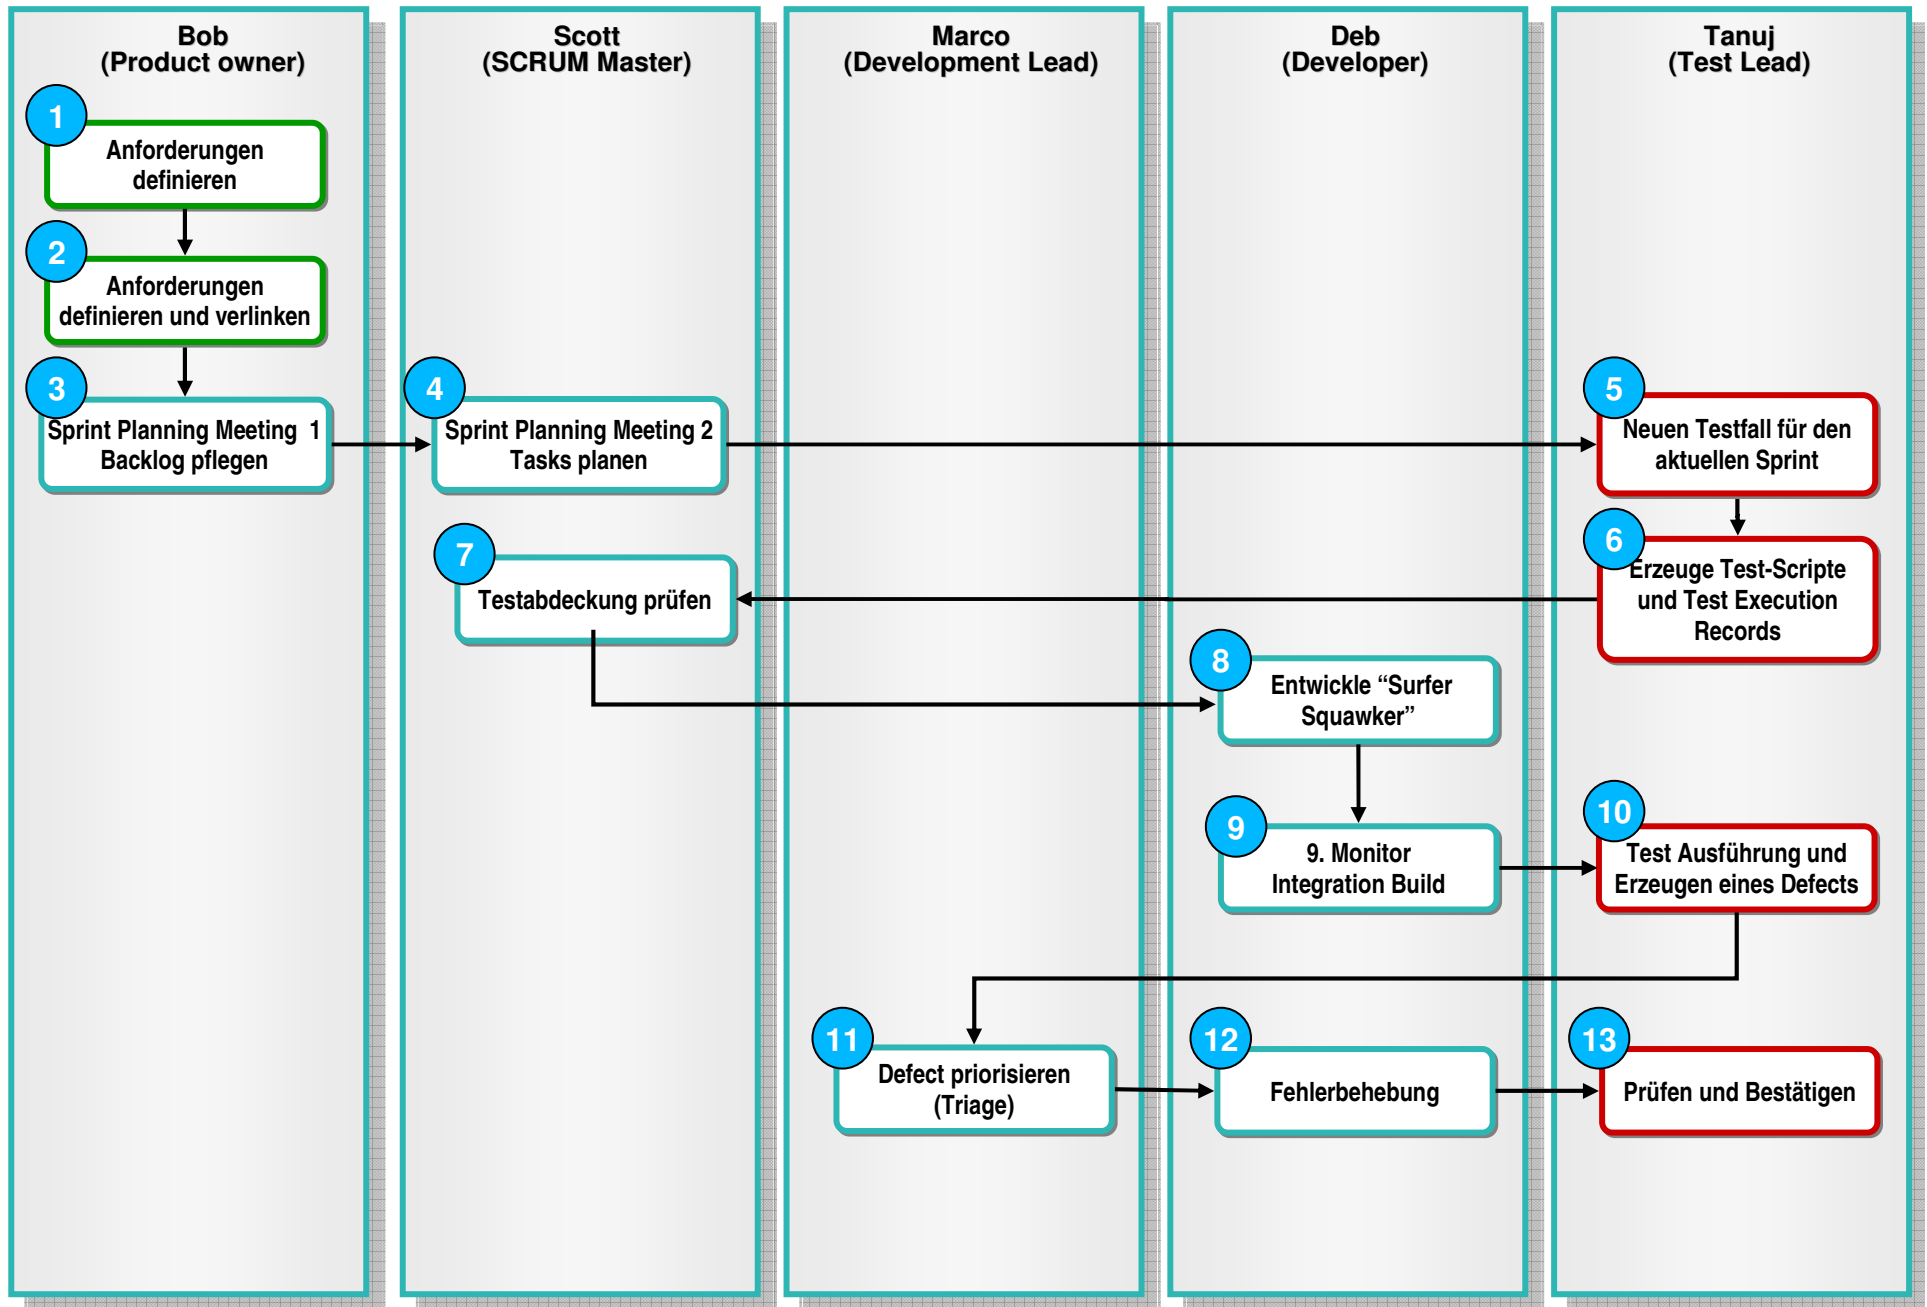 Bob
(Product owner)
Scott
(SCRUM Master)
Marco
(Development Lead)
Deb
(Developer)
Tanuj
(Test Lead)
1
Anforderungen
definieren
2
Anforderungen
definieren und verlinken
3
Sprint Planning Meeting 1
Backlog pflegen
4
Sprint Planning Meeting 2
Tasks planen
5
Neuen Testfall für den
aktuellen Sprint
6
Erzeuge Test-Scripte
und Test Execution
Records
7
Testabdeckung prüfen
8
Entwickle “Surfer
Squawker”
9
9. Monitor
Integration Build
10
Test Ausführung und
Erzeugen eines Defects
11
Defect priorisieren
(Triage)
12
Fehlerbehebung
13
Prüfen und Bestätigen